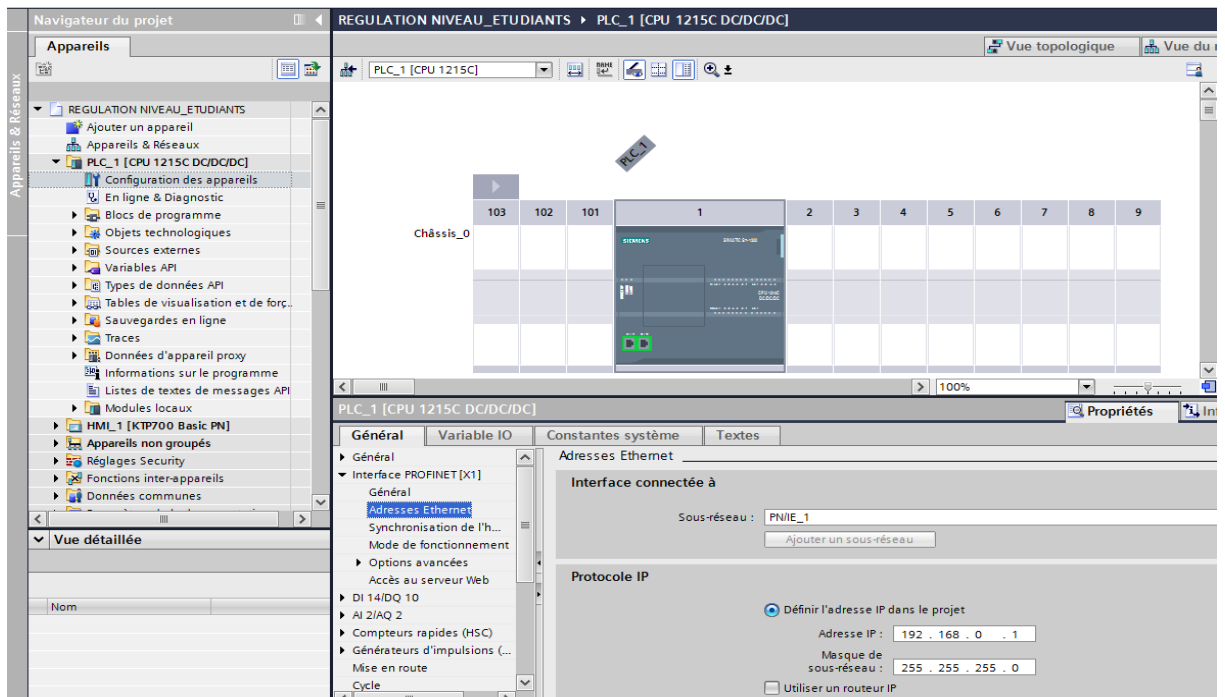 Navigateur du projet
REGULATION NIVEAU_ETUDIANTS ▸ PLC_1 [CPU 1215C DC/DC/DC]
Appareils
Appareils & Réseaux
REGULATION NIVEAU_ETUDIANTS
Ajouter un appareil
Appareils & Réseaux
PLC_1 [CPU 1215C DC/DC/DC]
Configuration des appareils
En ligne & Diagnostic
Blocs de programme
Objets technologiques
Sources externes
Variables API
Types de données API
Tables de visualisation et de forç..
Sauvegardes en ligne
Traces
Données d'appareil proxy
Informations sur le programme
Listes de textes de messages API
Modules locaux
HMI_1 [KTP700 Basic PN]
Appareils non groupés
Réglages Security
Fonctions inter-appareils
Données communes
Vue détaillée
Nom
Vue topologique
Vue du
PLC_1 [CPU 1215C]
PLC_1
103 102 101 1 2 3 4 5 6 7 8 9
Châssis_0
SIEMENS
100%
PLC_1 [CPU 1215C DC/DC/DC]
Propriétés
Général Variable IO Constantes système Textes
Général
Interface PROFINET [X1]
Général
Adresses Ethernet
Synchronisation de l'h...
Mode de fonctionnement
Options avancées
Accès au serveur Web
DI 14/DQ 10
AI 2/AQ 2
Compteurs rapides (HSC)
Générateurs d'impulsions (...
Mise en route
Cycle
Adresses Ethernet
Interface connectée à
Sous-réseau : PN/IE_1
Ajouter un sous-réseau
Protocole IP
Définir l'adresse IP dans le projet
Adresse IP : 192 . 168 . 0 . 1
Masque de
sous-réseau : 255 . 255 . 255 . 0
Utiliser un routeur IP